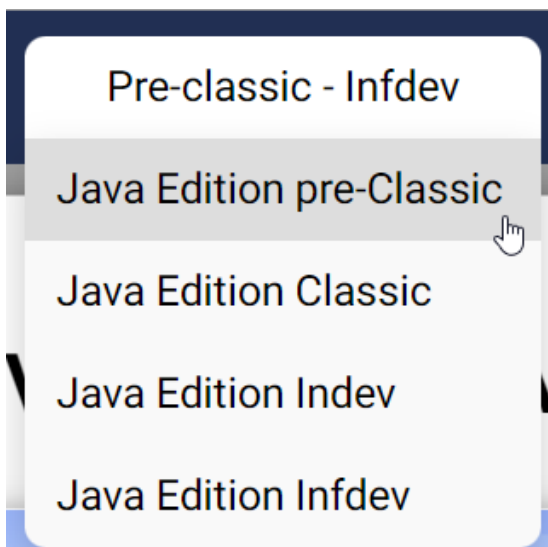 Pre-classic - Infdev
Java Edition pre-Classic
Java Edition Classic
Java Edition Indev
Java Edition Infdev